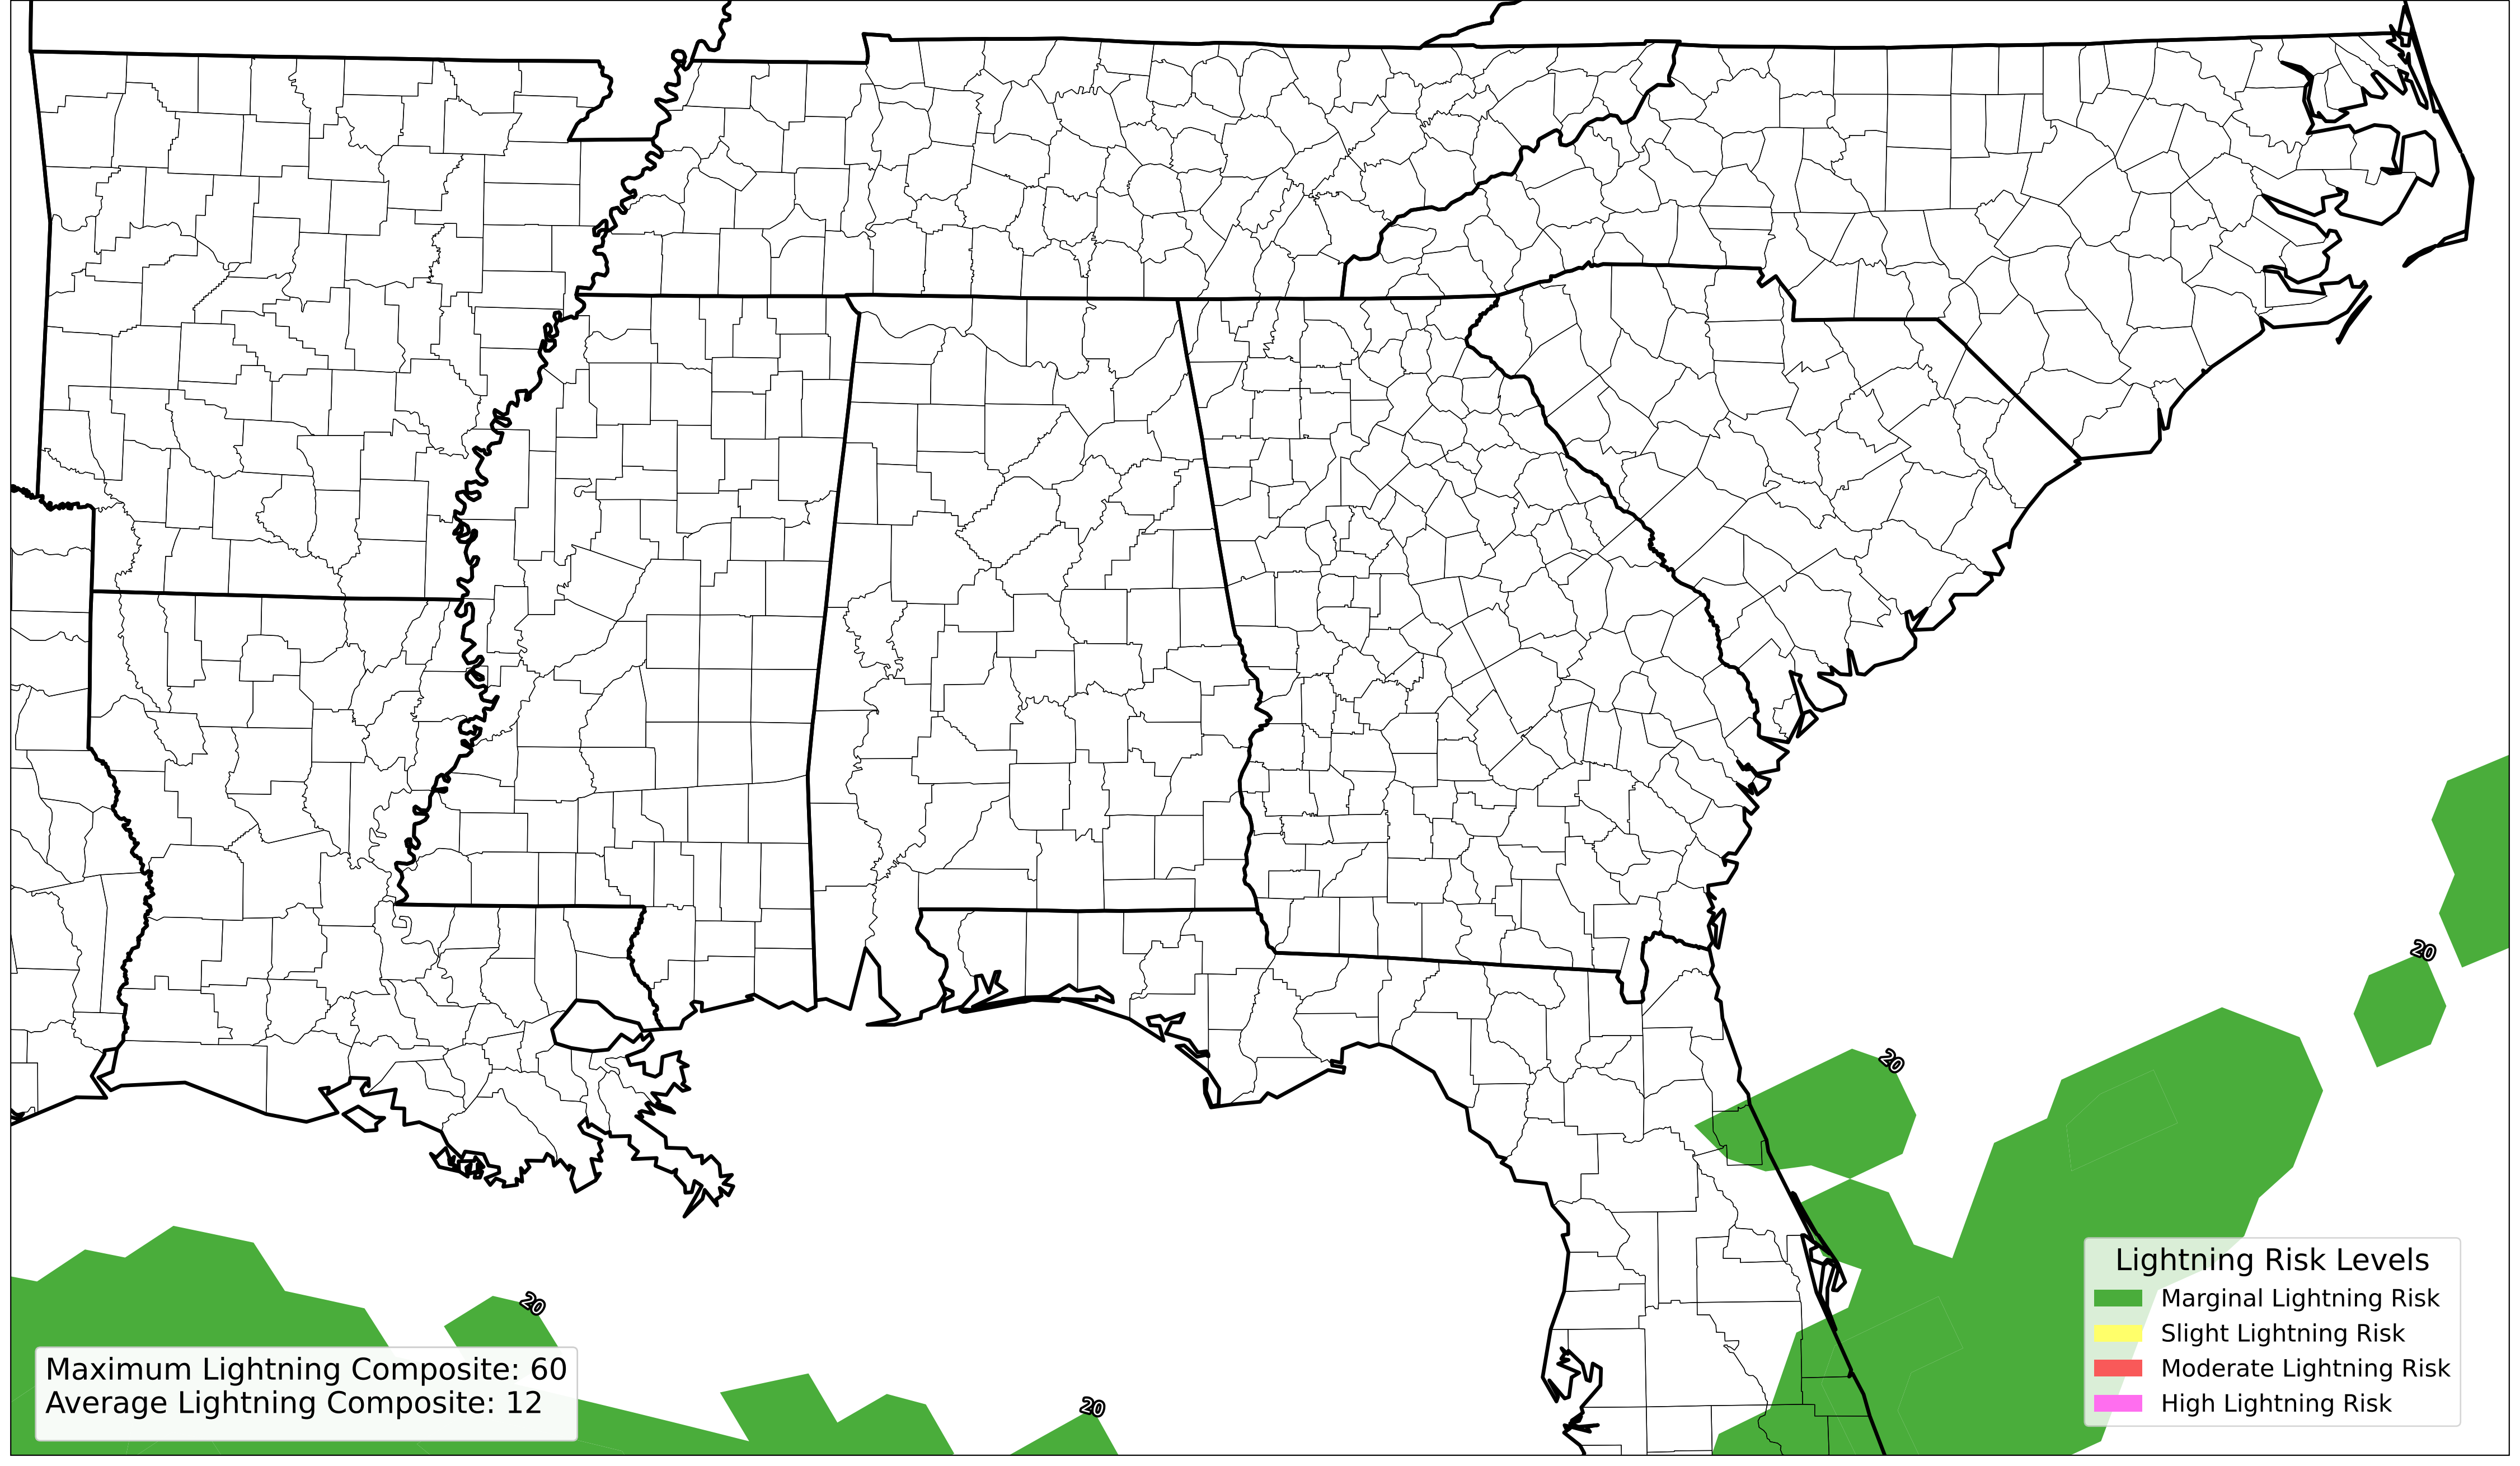 20
20
20
20
Maximum Lightning Composite: 60
Average Lightning Composite: 12
Lightning Risk Levels
Marginal Lightning Risk
Slight Lightning Risk
Moderate Lightning Risk
High Lightning Risk